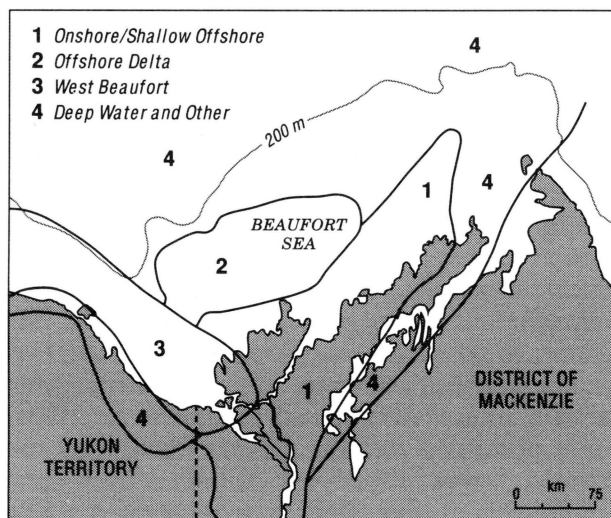 1 Onshore/Shallow Offshore
2 Offshore Delta
3 West Beaufort
4 Deep Water and Other
4
200 m
4
1
4
BEAUFORT
SEA
2
3
1
4
4
DISTRICT OF
MACKENZIE
YUKON
TERRITORY
km
0 75